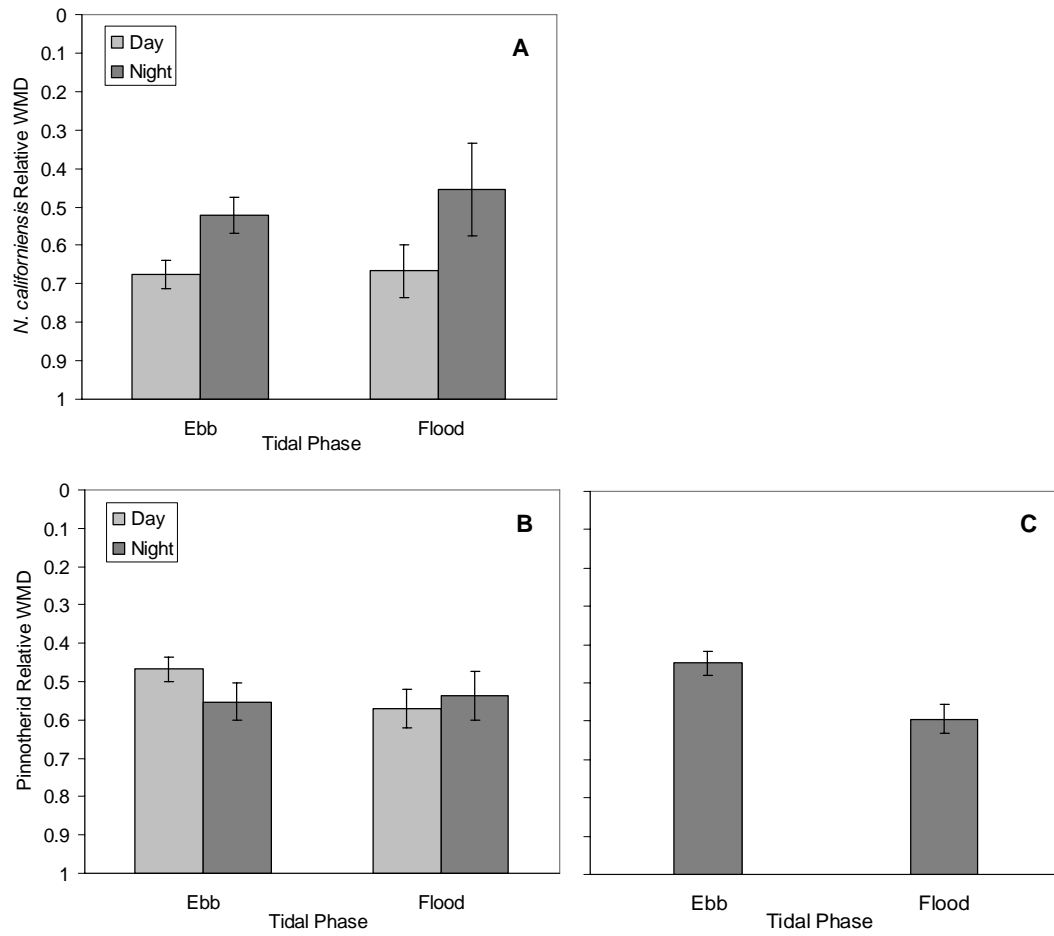 0
0.1
0.2
0.3
0.4
0.5
0.6
0.7
0.8
0.9
1
N. californiensis Relative WMD
Day
Night
A
Ebb
Flood
Tidal Phase
0
0.1
0.2
0.3
0.4
0.5
0.6
0.7
0.8
0.9
1
Pinnotherid Relative WMD
Day
Night
B
Ebb
Flood
Tidal Phase
C
Ebb
Flood
Tidal Phase